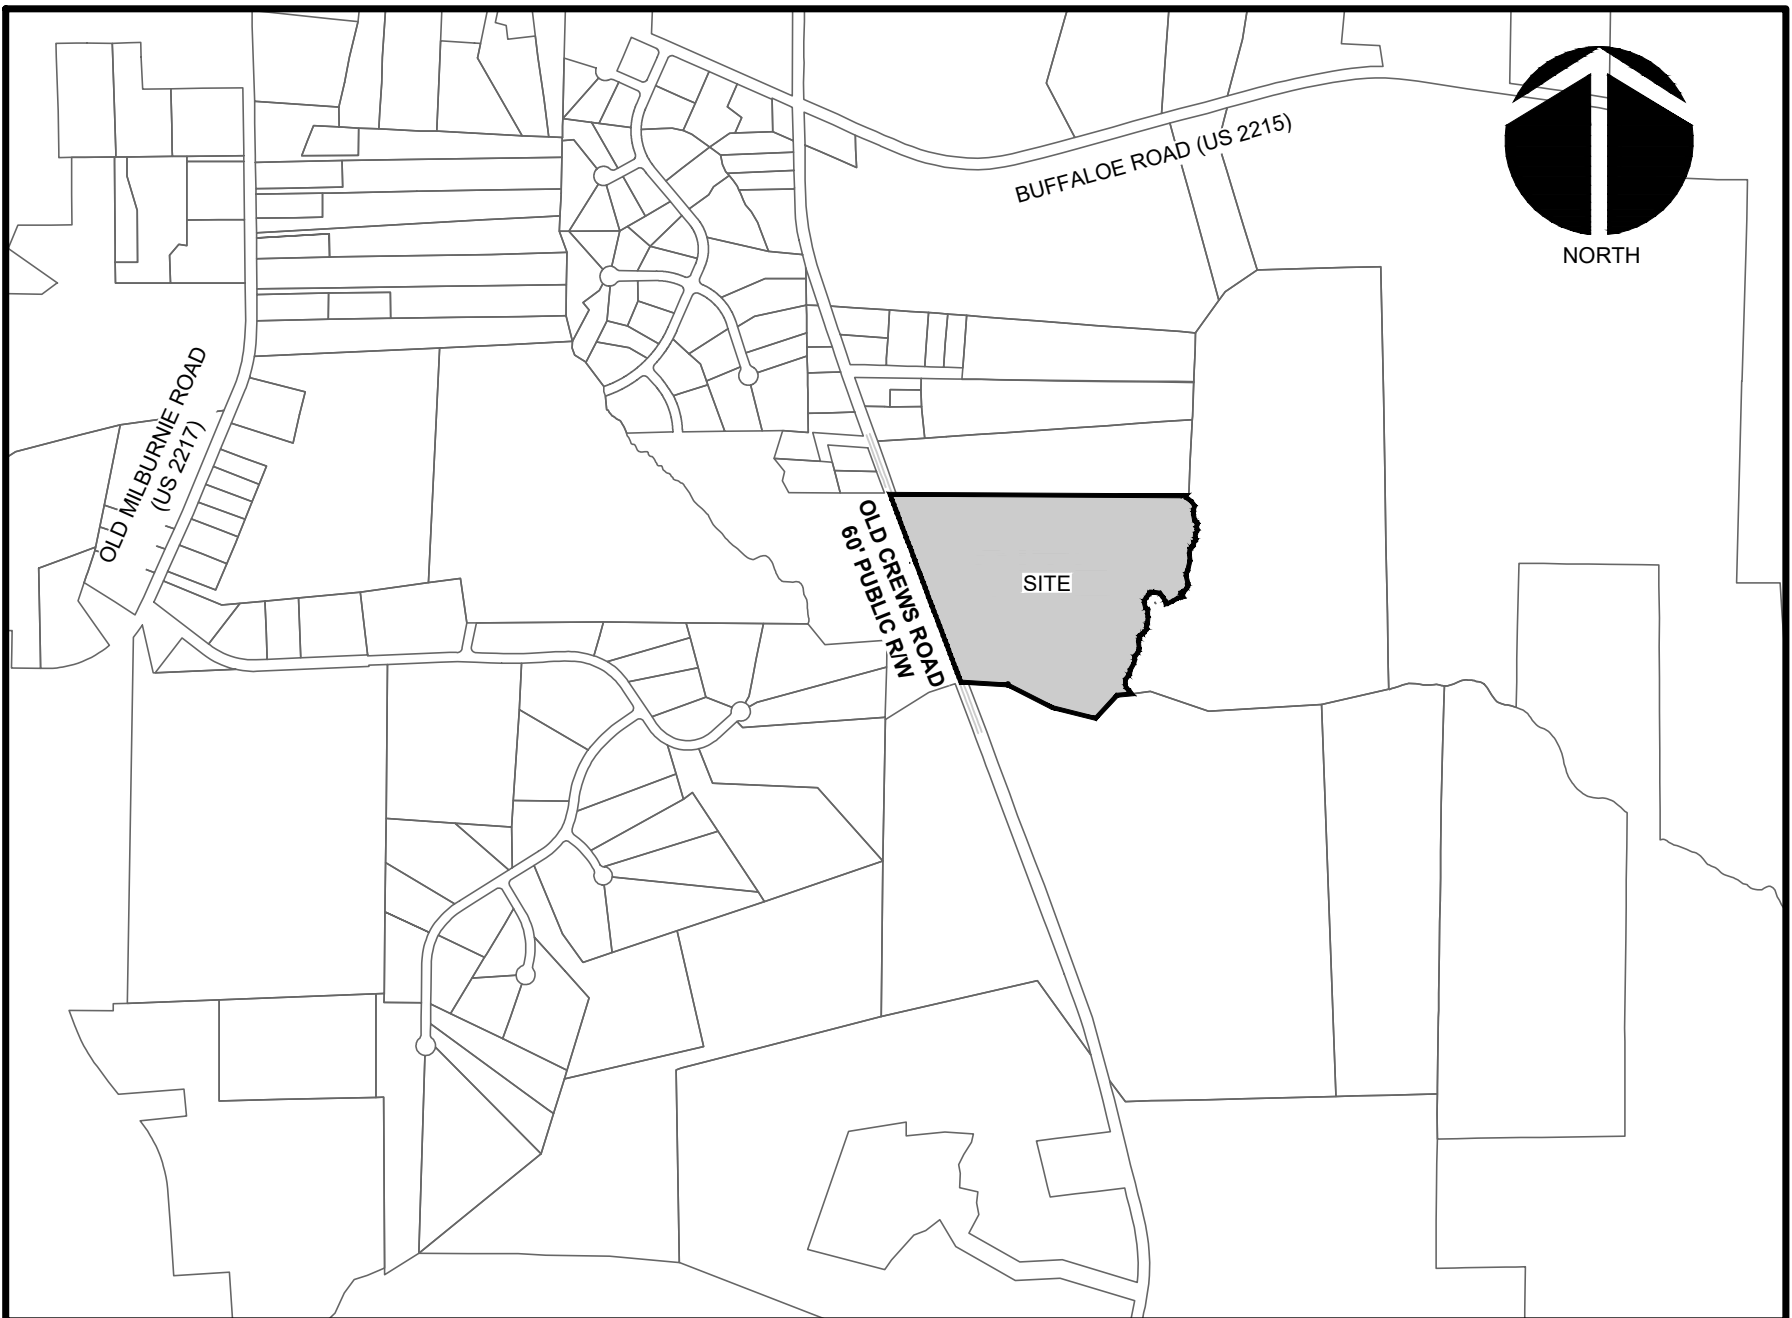 BUFFALOE ROAD (US 2215)
NORTH
OLD MILBURNIE ROAD
(US 2217)
OLD CREWS ROAD
60' PUBLIC R/W
SITE